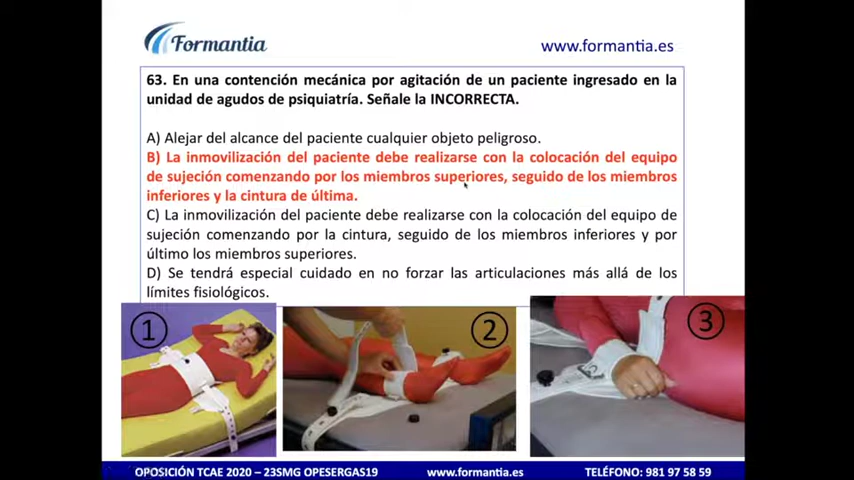 Formantia
www.formantia.es
63. En una contención mecánica por agitación de un paciente ingresado en la
unidad de agudos de psiquiatría. Señale la INCORRECTA.
A) Alejar del alcance del paciente cualquier objeto peligroso.
B) La inmovilización del paciente debe realizarse con la colocación del equipo
de sujeción comenzando por los miembros superiores, seguido de los miembros
inferiores y la cintura de última.
C) La inmovilización del paciente debe realizarse con la colocación del equipo de
sujeción comenzando por la cintura, seguido de los miembros inferiores y por
último los miembros superiores.
D) Se tendrá especial cuidado en no forzar las articulaciones más allá de los
límites fisiológicos.
1
2
3
OPOSICIÓN TCAE 2020 – 23SMG OPESERGAS19
www.formantia.es
TELÉFONO: 981 97 58 59